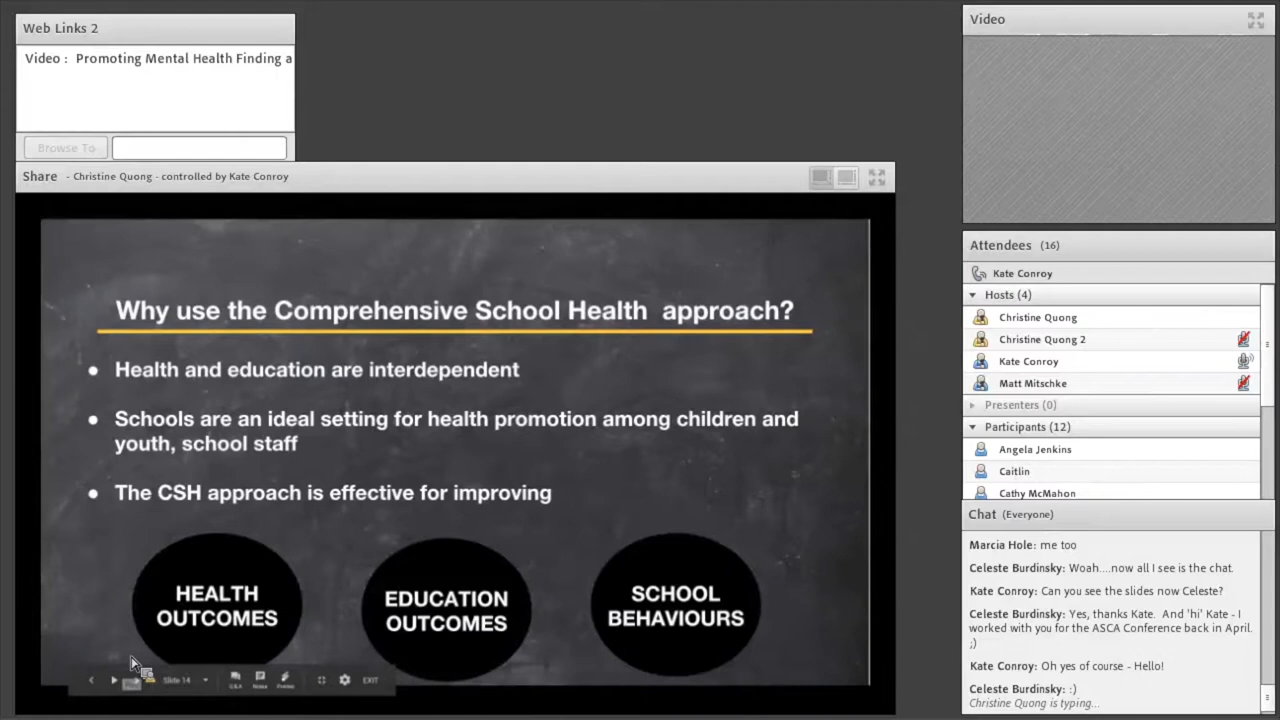 Web Links 2
Video : Promoting Mental Health Finding a
Browse To
Share - Christine Quong - controlled by Kate Conroy
Why use the Comprehensive School Health approach?
● Health and education are interdependent
● Schools are an ideal setting for health promotion among children and
youth, school staff
● The CSH approach is effective for improving
HEALTH
OUTCOMES
EDUCATION
OUTCOMES
SCHOOL
BEHAVIOURS
Slide 14
Q&A
Notes
Pointer
EXIT
Video
Attendees (16)
Kate Conroy
Hosts (4)
Christine Quong
Christine Quong 2
Kate Conroy
Matt Mitschke
Presenters (0)
Participants (12)
Angela Jenkins
Caitlin
Cathy McMahon
Chat (Everyone)
Marcia Hole: me too
Celeste Burdinsky: Woah....now all I see is the chat.
Kate Conroy: Can you see the slides now Celeste?
Celeste Burdinsky: Yes, thanks Kate. And 'hi' Kate - I
worked with you for the ASCA Conference back in April.
;)
Kate Conroy: Oh yes of course - Hello!
Celeste Burdinsky: :)
Christine Quong is typing...